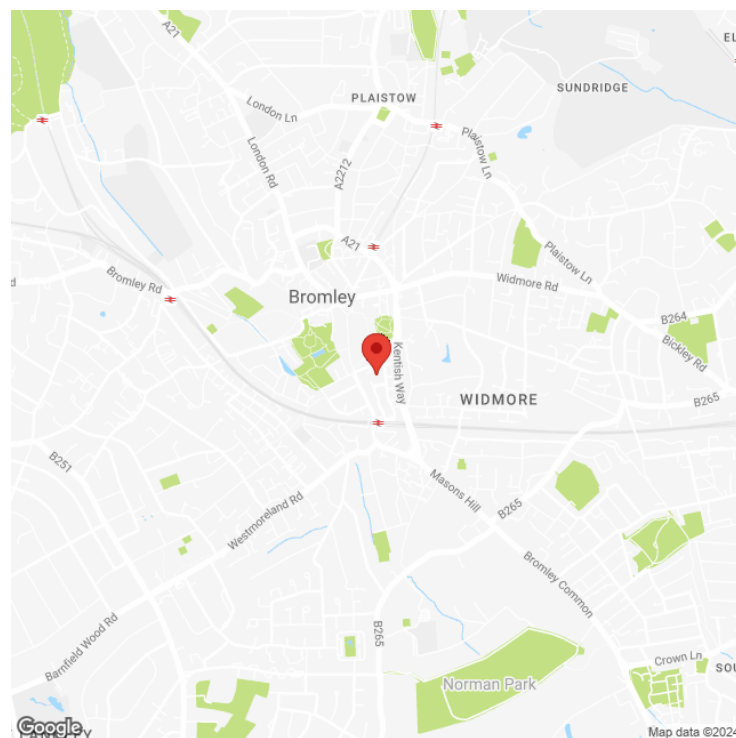 A21
EL
PLAISTOW
SUNDRIDGE
London Ln
Plaistow Ln
London Rd
A2212
A21
Plaistow Ln
d
Bromley Rd
Widmore Rd
Bromley
B264
Bickley Rd
Kentish Way
WIDMORE
B265
B251
Masons Hill
B265
Westmoreland Rd
Bromley Common
Barnfield Wood Rd
B265
Crown Ln
SOU
Norman Park
Google
Map data ©2024